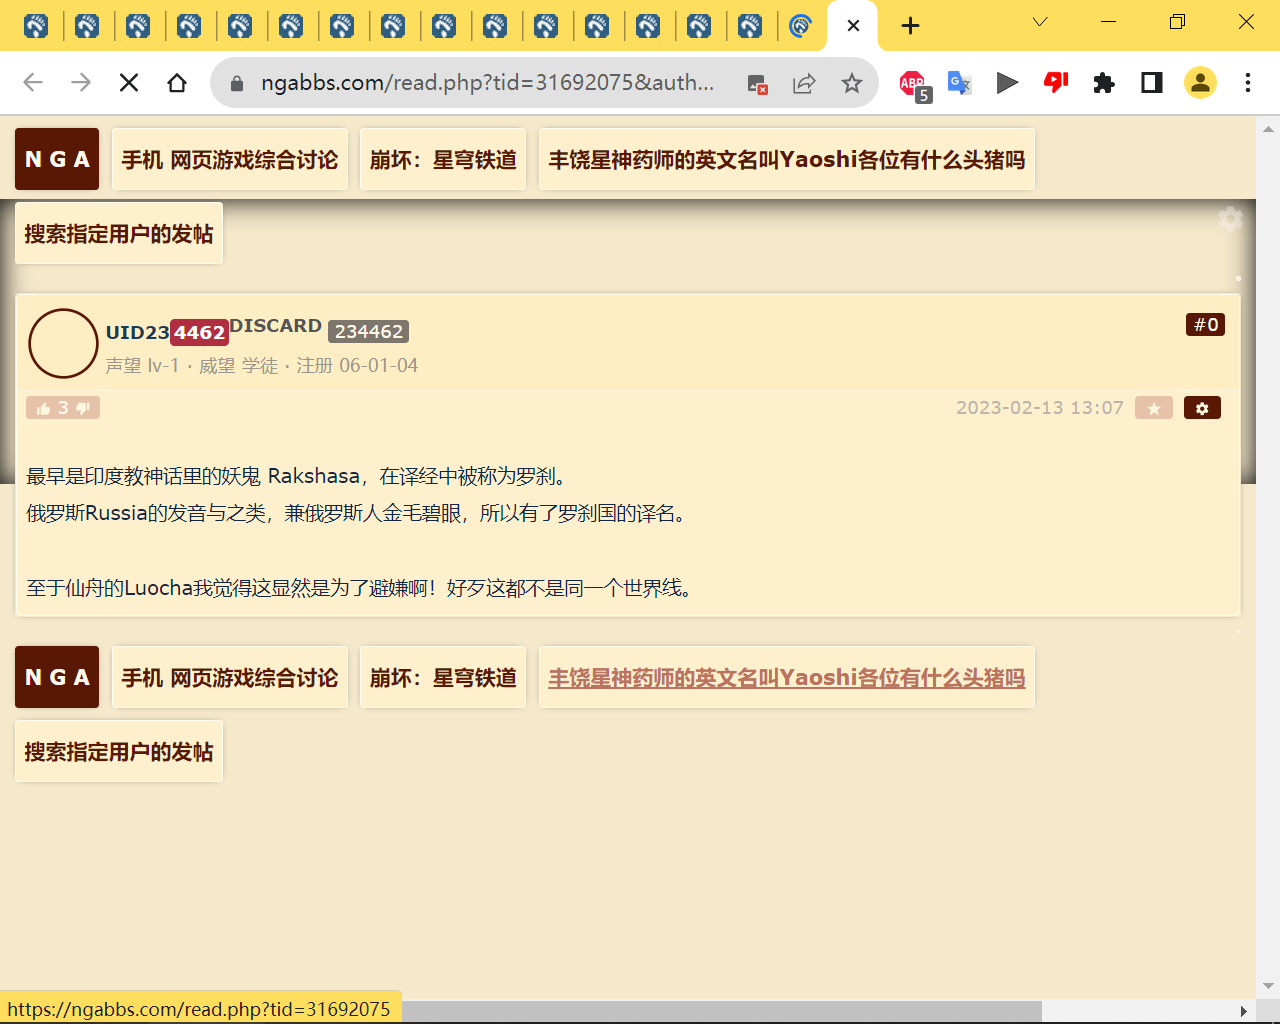 ngabbs.com/read.php?tid=31692075&auth...
ABP
5
N G A
手机 网页游戏综合讨论
崩坏：星穹铁道
丰饶星神药师的英文名叫Yaoshi各位有什么头猪吗
搜索指定用户的发帖
UID234462DISCARD 234462
#0
声望 lv-1 · 威望 学徒 · 注册 06-01-04
3
2023-02-13 13:07
最早是印度教神话里的妖鬼 Rakshasa，在译经中被称为罗刹。
俄罗斯Russia的发音与之类，兼俄罗斯人金毛碧眼，所以有了罗刹国的译名。
至于仙舟的Luocha我觉得这显然是为了避嫌啊！好歹这都不是同一个世界线。
N G A
手机 网页游戏综合讨论
崩坏：星穹铁道
丰饶星神药师的英文名叫Yaoshi各位有什么头猪吗
搜索指定用户的发帖
https://ngabbs.com/read.php?tid=31692075